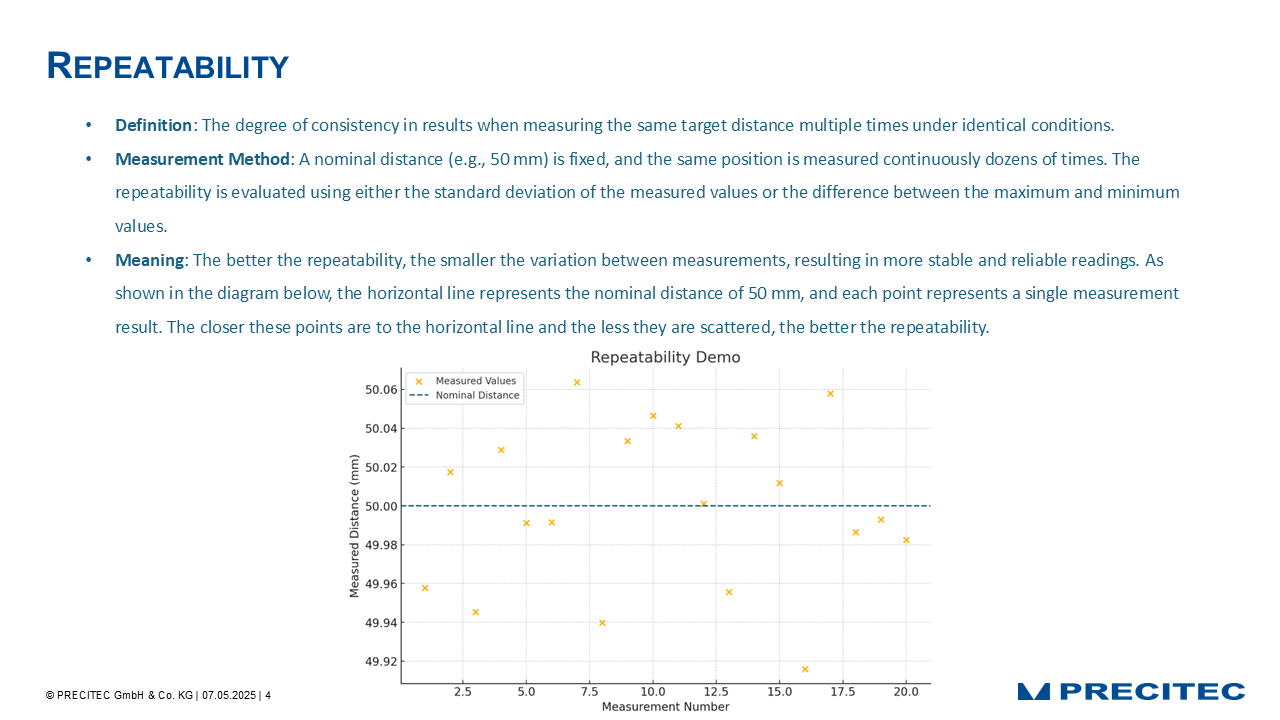 REPEATABILITY
• Definition: The degree of consistency in results when measuring the same target distance multiple times under identical conditions.
• Measurement Method: A nominal distance (e.g., 50 mm) is fixed, and the same position is measured continuously dozens of times. The
repeatability is evaluated using either the standard deviation of the measured values or the difference between the maximum and minimum
values.
• Meaning: The better the repeatability, the smaller the variation between measurements, resulting in more stable and reliable readings. As
shown in the diagram below, the horizontal line represents the nominal distance of 50 mm, and each point represents a single measurement
result. The closer these points are to the horizontal line and the less they are scattered, the better the repeatability.
Repeatability Demo
Measured Values
Nominal Distance
Measured Distance (mm)
50.06
50.04
50.02
50.00
49.98
49.96
49.94
49.92
2.5 5.0 7.5 10.0 12.5 15.0 17.5 20.0
Measurement Number
© PRECITEC GmbH & Co. KG | 07.05.2025 | 4
PRECITEC